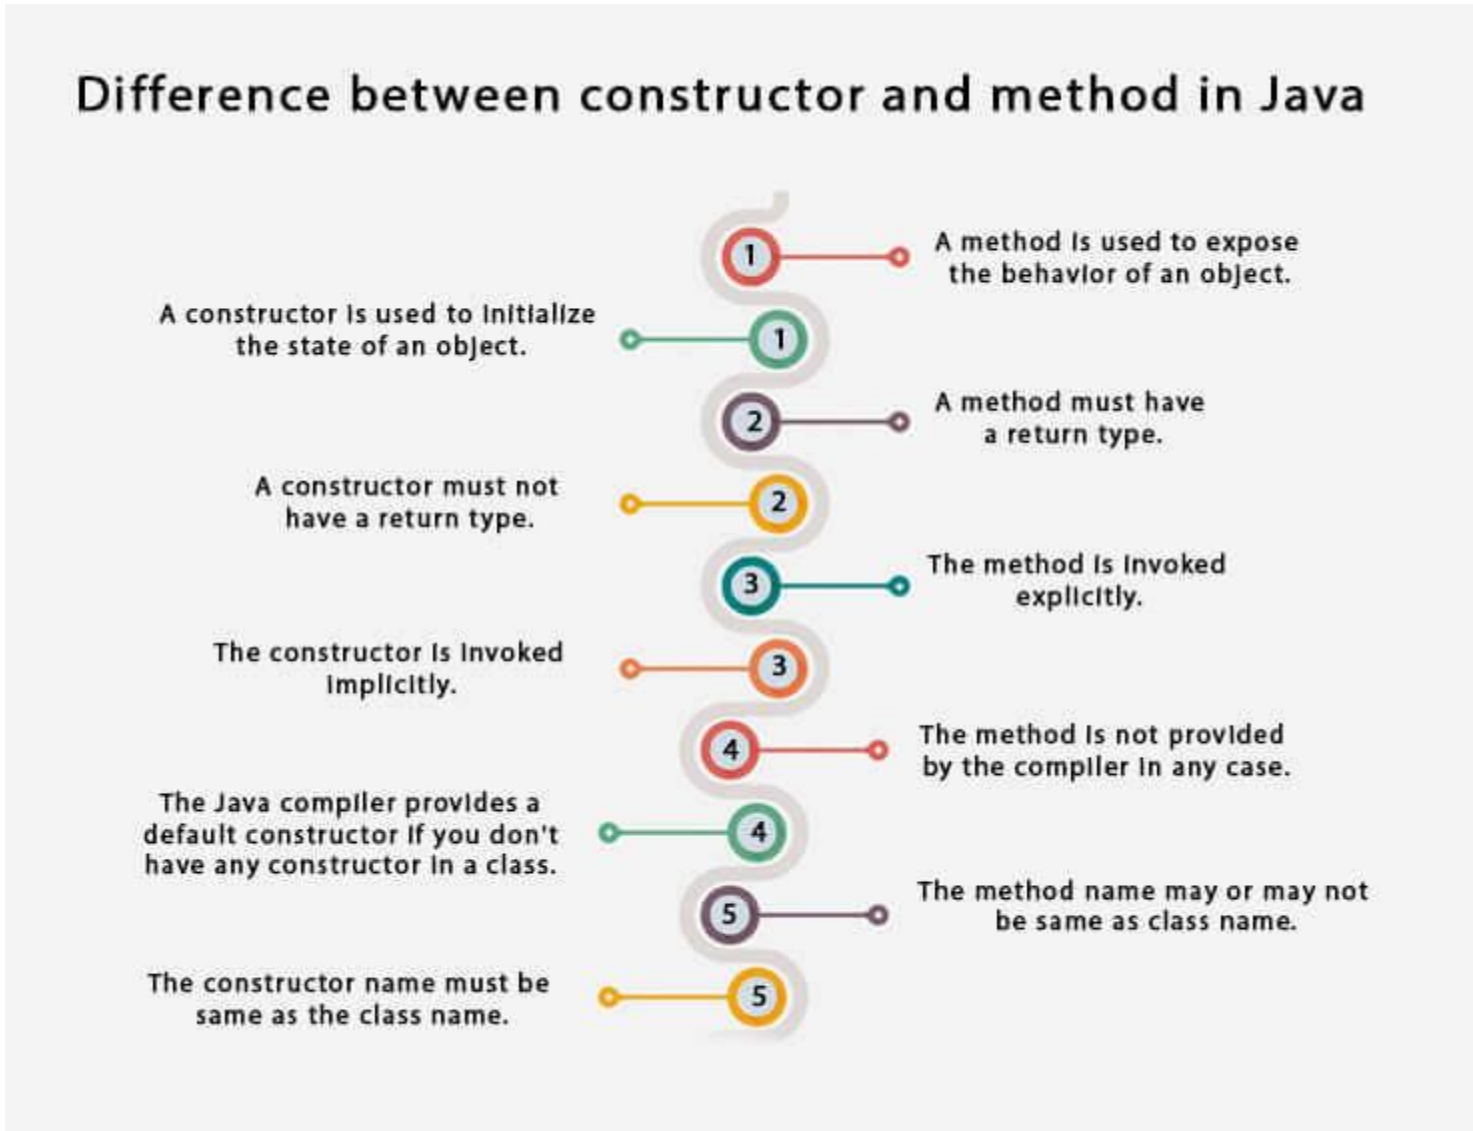 Difference between constructor and method in Java
1
A method is used to expose
the behavior of an object.
A constructor is used to initialize
the state of an object.
1
2
A method must have
a return type.
A constructor must not
have a return type.
2
3
The method is invoked
explicitly.
The constructor is invoked
implicitly.
3
4
The method is not provided
by the compiler in any case.
The Java compiler provides a
default constructor if you don't
have any constructor in a class.
4
5
The method name may or may not
be same as class name.
The constructor name must be
same as the class name.
5